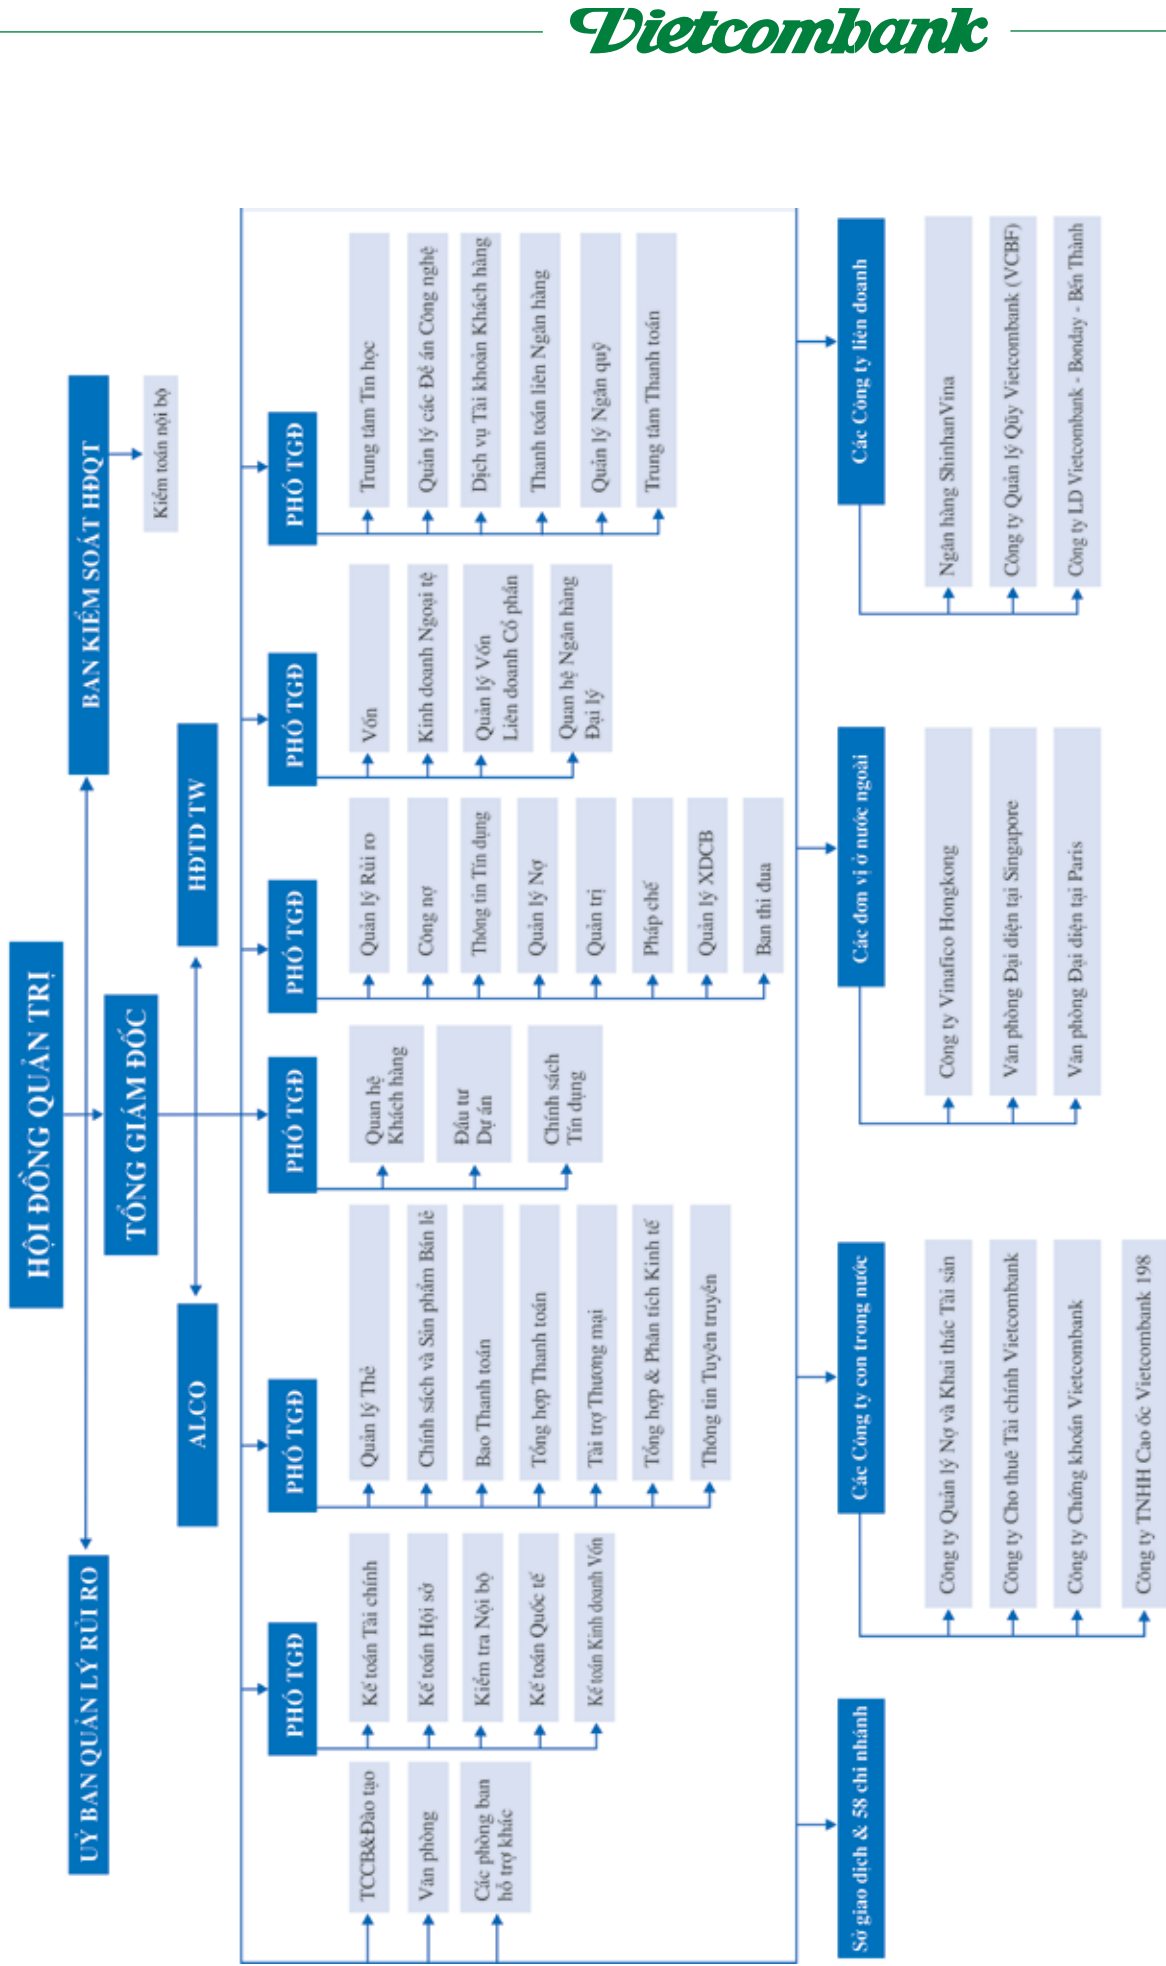 Vietcombank
HỘI ĐỒNG QUẢN TRỊ
UỶ BAN QUẢN LÝ RỦI RO
BAN KIỂM SOÁT HĐQT
TỔNG GIÁM ĐỐC
Kiểm toán nội bộ
ALCO
HĐTD TW
TCCB&Đào tạo
Văn phòng
Các phòng ban
hỗ trợ khác
PHÓ TGĐ
Kế toán Tài chính
Kế toán Hội sở
Kiểm tra Nội bộ
Kế toán Quốc tế
Kế toán Kinh doanh Vốn
PHÓ TGĐ
Quản lý Thẻ
Chính sách và Sản phẩm Bán lẻ
Bao Thanh toán
Tổng hợp Thanh toán
Tài trợ Thương mại
Tổng hợp & Phân tích Kinh tế
Thông tin Tuyên truyền
PHÓ TGĐ
Quan hệ
Khách hàng
Đầu tư
Dự án
Chính sách
Tín dụng
PHÓ TGĐ
Quản lý Rủi ro
Công nợ
Thông tin Tín dụng
Quản lý Nợ
Quản trị
Pháp chế
Quản lý XDCB
Ban thi đua
PHÓ TGĐ
Vốn
Kinh doanh Ngoại tệ
Quản lý Vốn
Liên doanh Cổ phần
Quan hệ Ngân hàng
Đại lý
PHÓ TGĐ
Trung tâm Tin học
Quản lý các Đề án Công nghệ
Dịch vụ Tài khoản Khách hàng
Thanh toán liên Ngân hàng
Quản lý Ngân quỹ
Trung tâm Thanh toán
Sở giao dịch & 58 chi nhánh
Các Công ty con trong nước
Công ty Quản lý Nợ và Khai thác Tài sản
Công ty Cho thuê Tài chính Vietcombank
Công ty Chứng khoán Vietcombank
Công ty TNHH Cao ốc Vietcombank 198
Các đơn vị ở nước ngoài
Công ty Vinafico Hongkong
Văn phòng Đại diện tại Singapore
Văn phòng Đại diện tại Paris
Các Công ty liên doanh
Ngân hàng ShinhanVina
Công ty Quản lý Qũy Vietcombank (VCBF)
Công ty LD Vietcombank - Bonday - Bến Thành